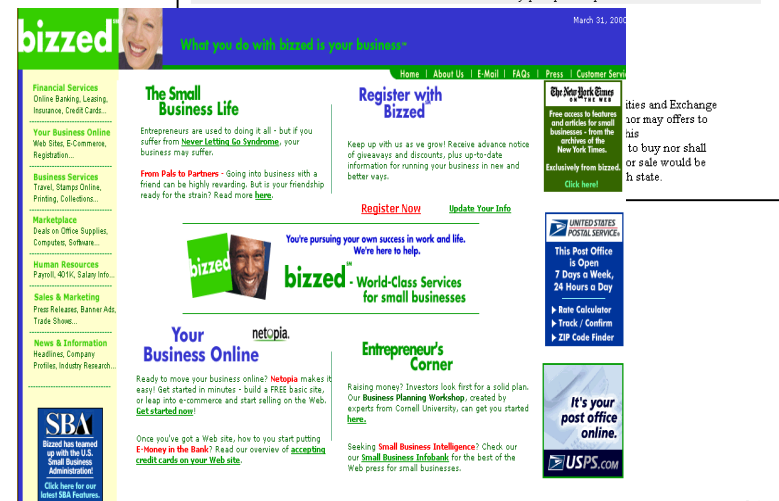 bizzed℠
What you do with bizzed is your business℠
March 31, 2000
Home | About Us | E-Mail | FAQs | Press | Customer Servi
Financial Services
Online Banking, Leasing,
Insurance, Credit Cards...
Your Business Online
Web Sites, E-Commerce,
Registration...
Business Services
Travel, Stamps Online,
Printing, Collections...
Marketplace
Deals on Office Supplies,
Computers, Software...
Human Resources
Payroll, 401K, Salary Info...
Sales & Marketing
Press Releases, Banner Ads,
Trade Shows...
News & Information
Headlines, Company
Profiles, Industry Research...
SBA
Bizzed has teamed
up with the U.S.
Small Business
Administration!
Click here for our
latest SBA Features.
The Small
Business Life
Entrepreneurs are used to doing it all - but if you
suffer from Never Letting Go Syndrome, your
business may suffer.
From Pals to Partners - Going into business with a
friend can be highly rewarding. But is your friendship
ready for the strain? Read more here.
Register with
Bizzed℠
Keep up with us as we grow! Receive advance notice
of giveaways and discounts, plus up-to-date
information for running your business in new and
better ways.
Register Now
Update Your Info
bizzed℠
You're pursuing your own success in work and life.
We're here to help.
bizzed℠ - World-Class Services
for small businesses
Your
Business Online
netopia.
Ready to move your business online? Netopia makes it
easy! Get started in minutes - build a FREE basic site,
or leap into e-commerce and start selling on the Web.
Get started now!
Once you've got a Web site, how to you start putting
E-Money in the Bank? Read our overview of accepting
credit cards on your Web site.
Entrepreneur's
Corner
Raising money? Investors look first for a solid plan.
Our Business Planning Workshop, created by
experts from Cornell University, can get you started
here.
Seeking Small Business Intelligence? Check our
our Small Business Infobank for the best of the
Web press for small businesses.
The New York Times
ON THE WEB
Free access to features
and articles for small
businesses - from the
archives of the
New York Times.
Exclusively from bizzed.
Click here!
UNITED STATES
POSTAL SERVICE®
This Post Office
is Open
7 Days a Week,
24 Hours a Day
Rate Calculator
Track / Confirm
ZIP Code Finder
It's your
post office
online.
USPS.COM
ities and Exchange
nor may offers to
his
to buy nor shall
or sale would be
h state.